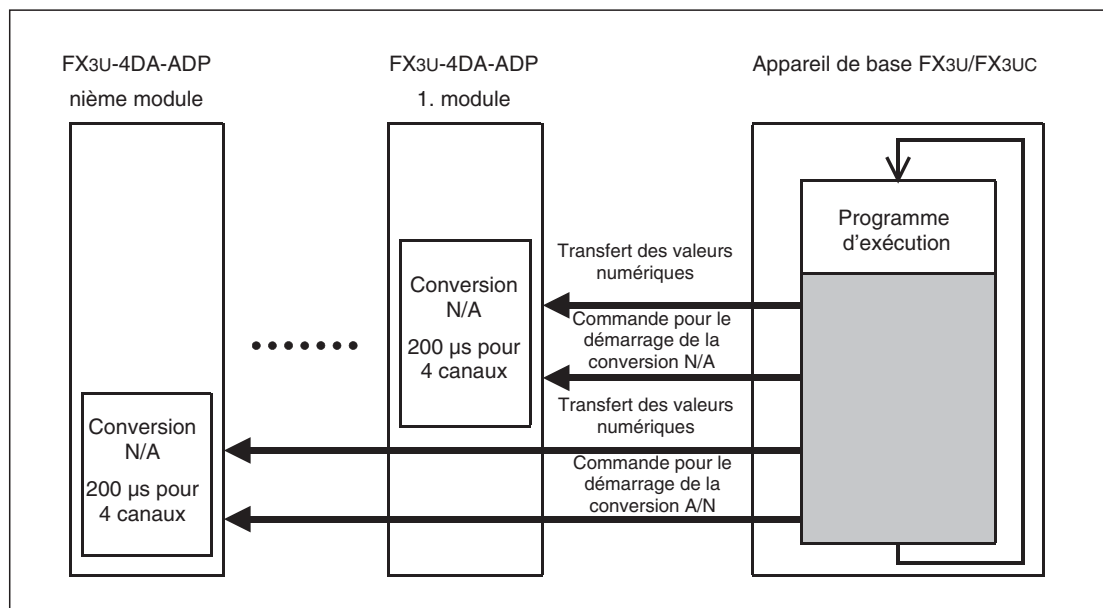 FX3U-4DA-ADP
nième module
FX3U-4DA-ADP
1. module
Appareil de base FX3U/FX3UC
Programme
d'exécution
Transfert des valeurs
numériques
Conversion
N/A
200 µs pour
4 canaux
Commande pour le
démarrage de la
conversion N/A
Transfert des valeurs
numériques
Conversion
N/A
200 µs pour
4 canaux
Commande pour le
démarrage de la
conversion A/N